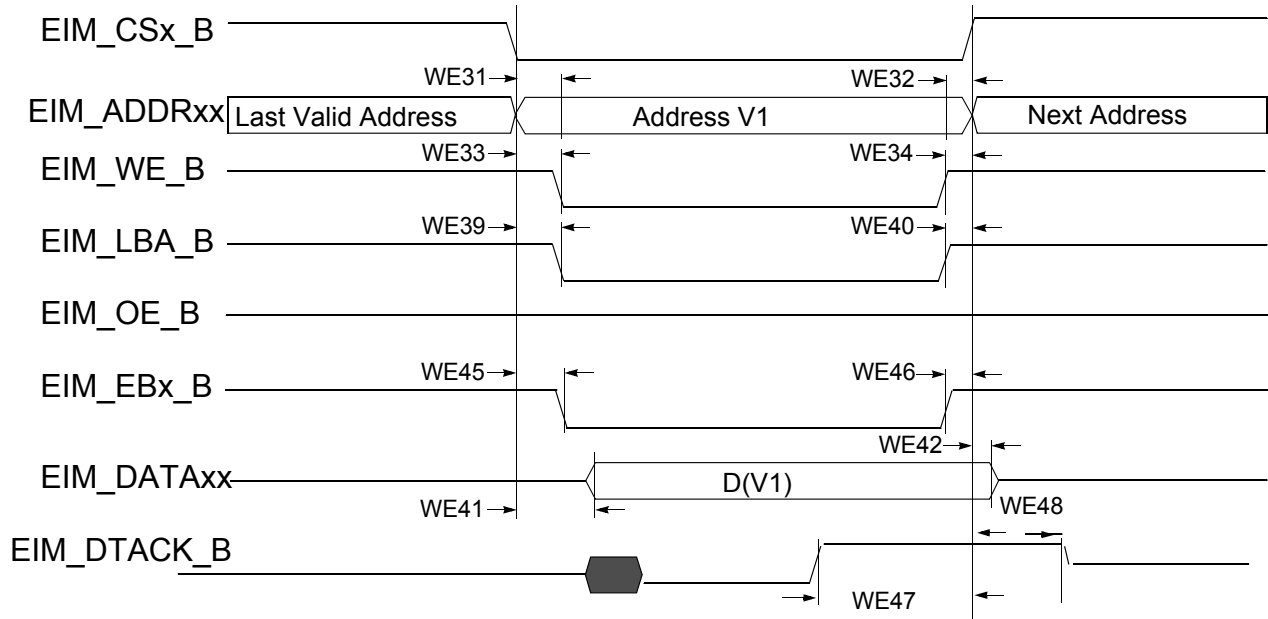 EIM_CSx_B
WE31
WE32
EIM_ADDRxx
Last Valid Address
Address V1
Next Address
WE33
WE34
EIM_WE_B
WE39
WE40
EIM_LBA_B
EIM_OE_B
WE45
WE46
EIM_EBx_B
WE42
EIM_DATAxx
D(V1)
WE41
WE48
EIM_DTACK_B
WE47